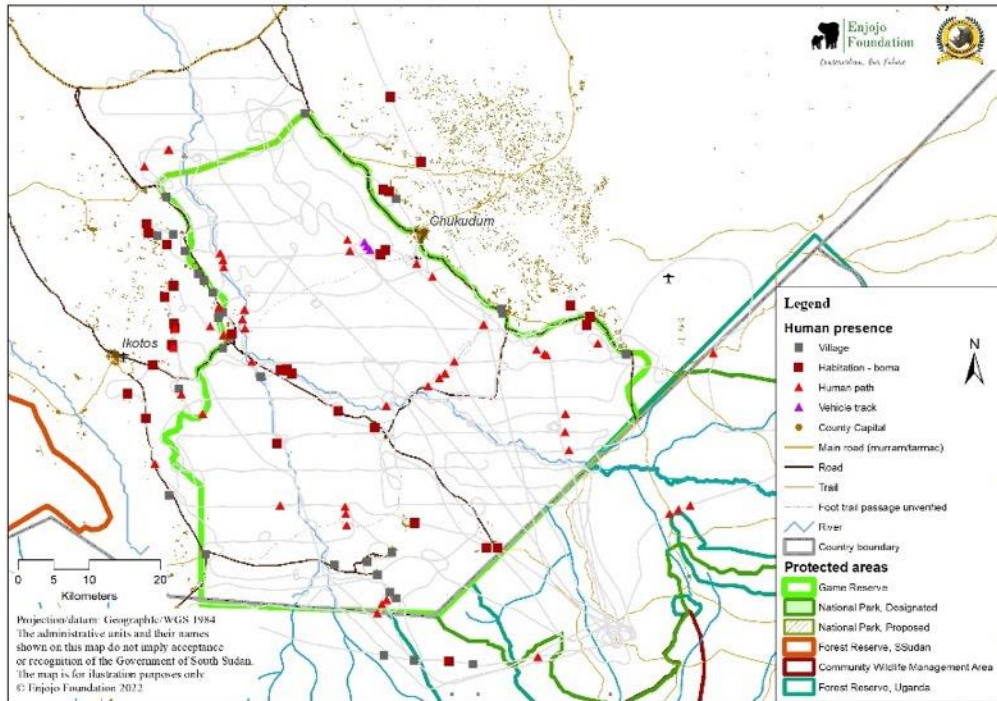 Enjojo
Foundation
Conservation, Our Future
Chukudum
Ikotos
Legend
Human presence
Village
Habitation - boma
Human path
Vehicle track
County Capital
Main road (murram/tarmac)
Road
Trail
Foot trail passage unverified
River
Country boundary
Protected areas
Game Reserve
National Park, Designated
National Park, Proposed
Forest Reserve, SSudan
Community Wildlife Management Area
Forest Reserve, Uganda
N
0 5 10 20
Kilometers
Projection/datum: Geographic/WGS 1984
The administrative units and their names
shown on this map do not imply acceptance
or recognition of the Government of South Sudan.
The map is for ilustration purposes only
© Enjojo Foundation 2022